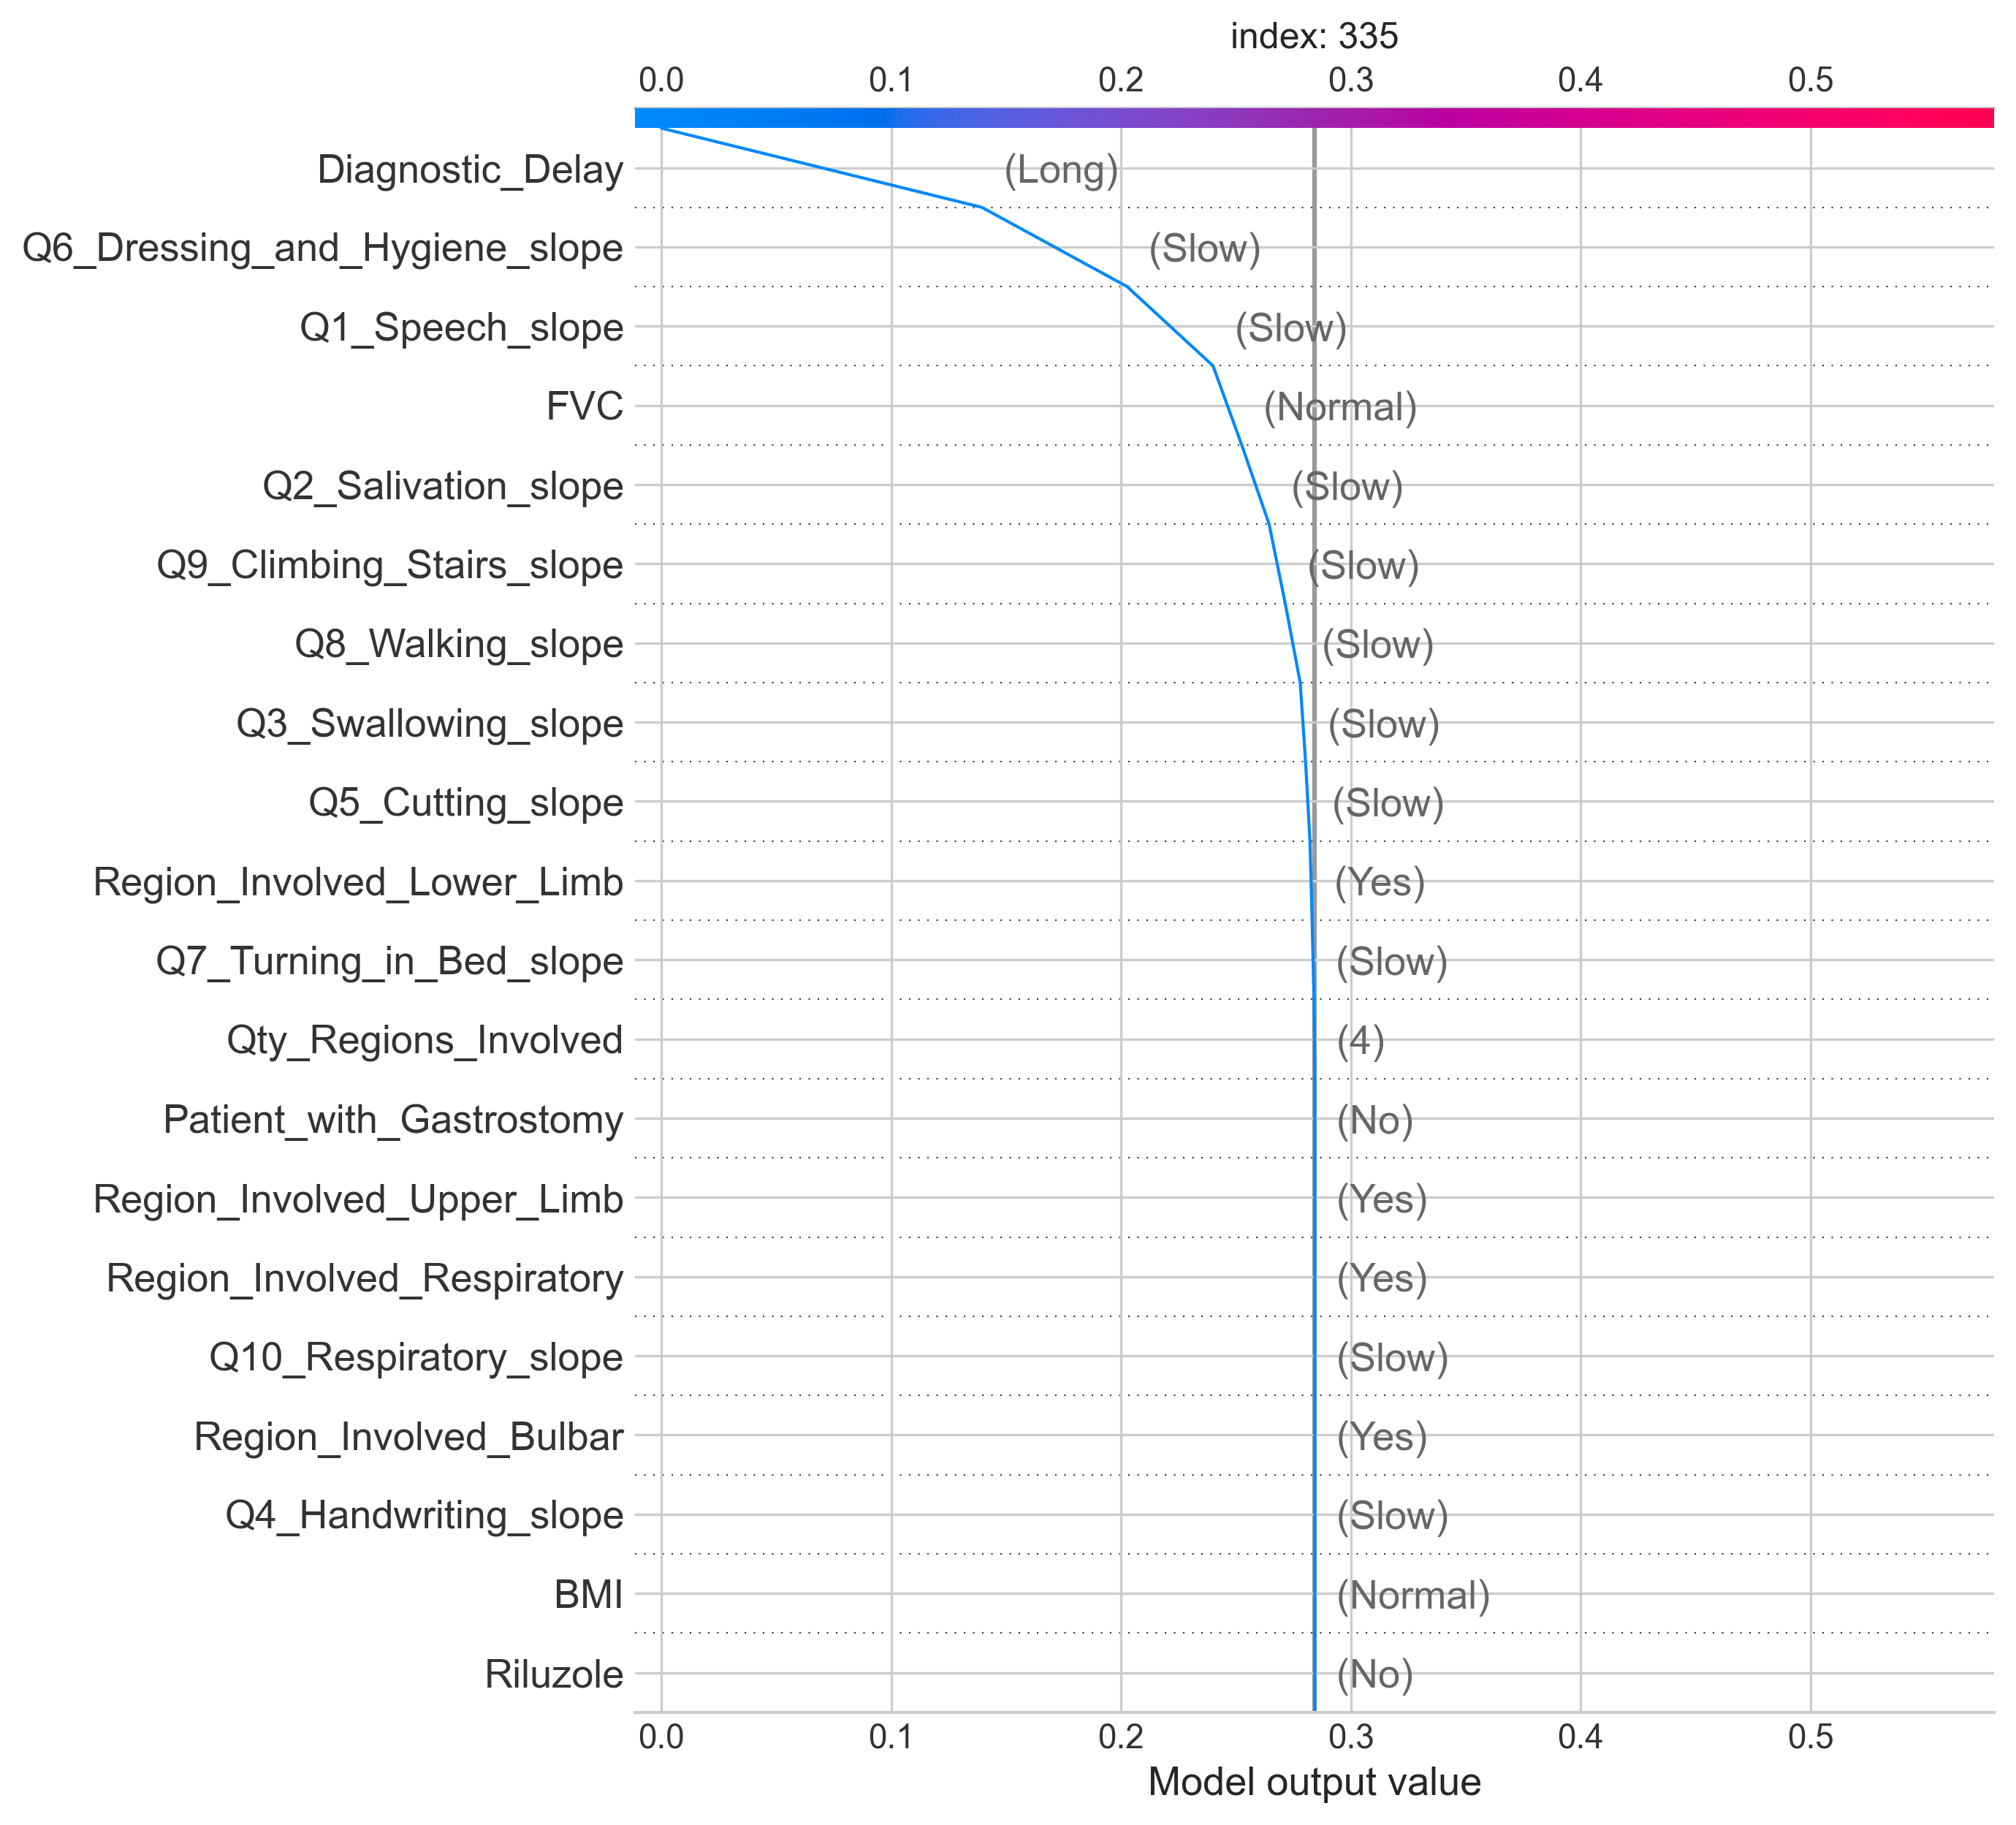 index: 335
0.0 0.1 0.2 0.3 0.4 0.5
Diagnostic_Delay (Long)
Q6_Dressing_and_Hygiene_slope (Slow)
Q1_Speech_slope (Slow)
FVC (Normal)
Q2_Salivation_slope (Slow)
Q9_Climbing_Stairs_slope (Slow)
Q8_Walking_slope (Slow)
Q3_Swallowing_slope (Slow)
Q5_Cutting_slope (Slow)
Region_Involved_Lower_Limb (Yes)
Q7_Turning_in_Bed_slope (Slow)
Qty_Regions_Involved (4)
Patient_with_Gastrostomy (No)
Region_Involved_Upper_Limb (Yes)
Region_Involved_Respiratory (Yes)
Q10_Respiratory_slope (Slow)
Region_Involved_Bulbar (Yes)
Q4_Handwriting_slope (Slow)
BMI (Normal)
Riluzole (No)
0.0 0.1 0.2 0.3 0.4 0.5
Model output value